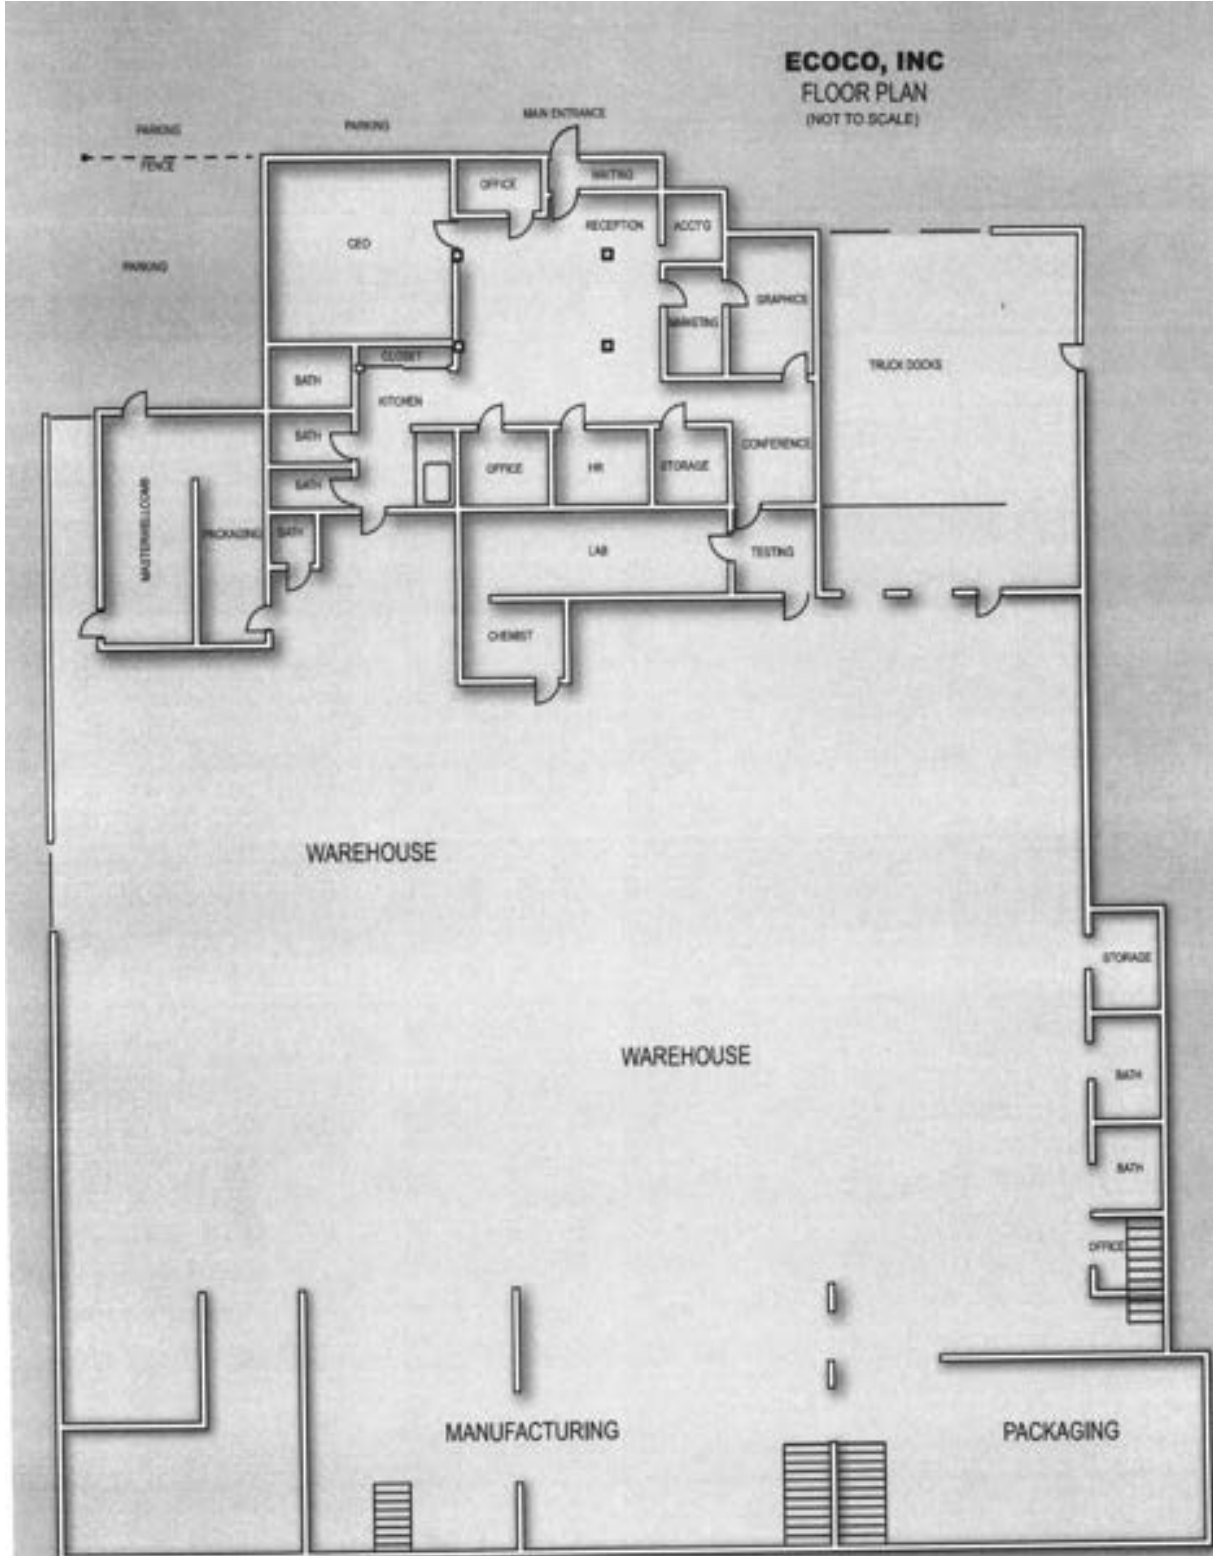 ECOCO, INC
FLOOR PLAN
(NOT TO SCALE)
MAIN ENTRANCE
PARKING
PARKING
FENCE
OFFICE
WAITING
RECEPTION
ACCT'G
CEO
PARKING
GRAPHICS
MARKETING
CLOSET
TRUCK DOCKS
BATH
KITCHEN
BATH
CONFERENCE
OFFICE
HR
STORAGE
BATH
PACKAGING
BATH
LAB
TESTING
CHEMIST
WAREHOUSE
STORAGE
WAREHOUSE
BATH
BATH
OFFICE
MANUFACTURING
PACKAGING